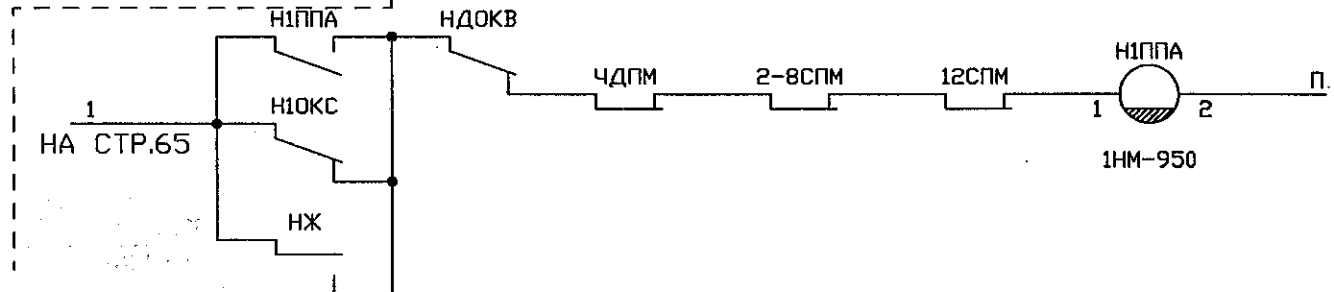 Н1ППА НДОКВ
Н1ППА
ЧДПМ 2-8СПМ 12СПМ
П.
1 Н1ОКС
1 2
НА СТР.65
1НМ-950
НЖ